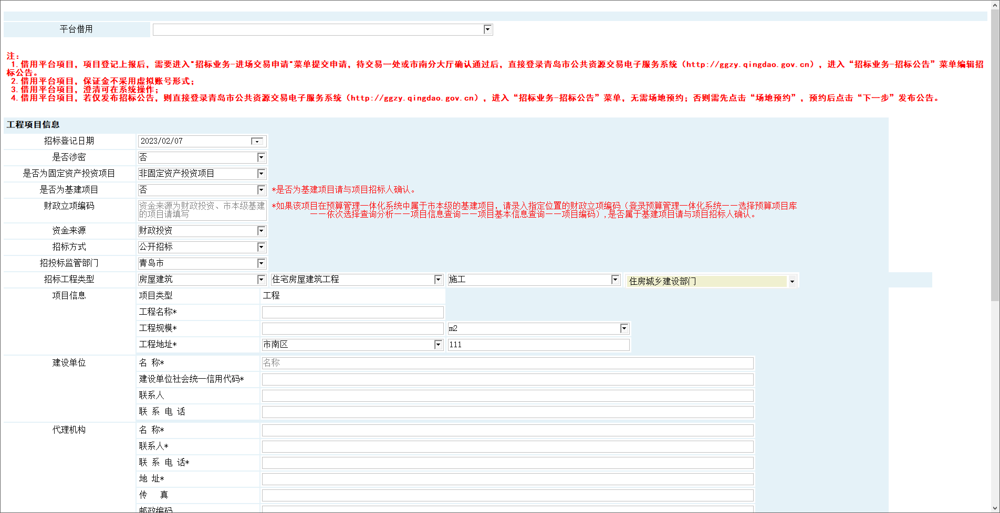 平台借用
注：
1.借用平台项目，项目登记上报后，需要进入"招标业务-进场交易申请"菜单提交申请，待交易一处或市南分大厅确认通过后，直接登录青岛市公共资源交易电子服务系统（http://ggzy.qingdao.gov.cn），进入“招标业务-招标公告”菜单编辑招
标公告。
2.借用平台项目，保证金不采用虚拟账号形式；
3.借用平台项目，澄清可在系统操作；
4.借用平台项目，若仅发布招标公告，则直接登录青岛市公共资源交易电子服务系统（http://ggzy.qingdao.gov.cn），进入“招标业务-招标公告”菜单，无需场地预约；否则需先点击“场地预约”，预约后点击“下一步”发布公告。
工程项目信息
招标登记日期 2023/02/07
是否涉密 否
是否为固定资产投资项目 非固定资产投资项目
是否为基建项目 否 *是否为基建项目请与项目招标人确认。
财政立项编码 资金来源为财政投资、市本级基建 *如果该项目在预算管理一体化系统中属于市本级的基建项目，请录入指定位置的财政立项编码（登录预算管理一体化系统——选择预算项目库
的项目请填写 ——依次选择查询分析——项目信息查询——项目基本信息查询——项目编码）,是否属于基建项目请与项目招标人确认。
资金来源 财政投资
招标方式 公开招标
招投标监管部门 青岛市
招标工程类型 房屋建筑 住宅房屋建筑工程 施工 住房城乡建设部门
项目信息 项目类型 工程
工程名称*
工程规模* m2
工程地址* 市南区 111
建设单位 名 称* 名称
建设单位社会统一信用代码*
联系人
联 系 电 话
代理机构 名 称*
联系人*
联 系 电 话*
地 址*
传 真
邮政编码